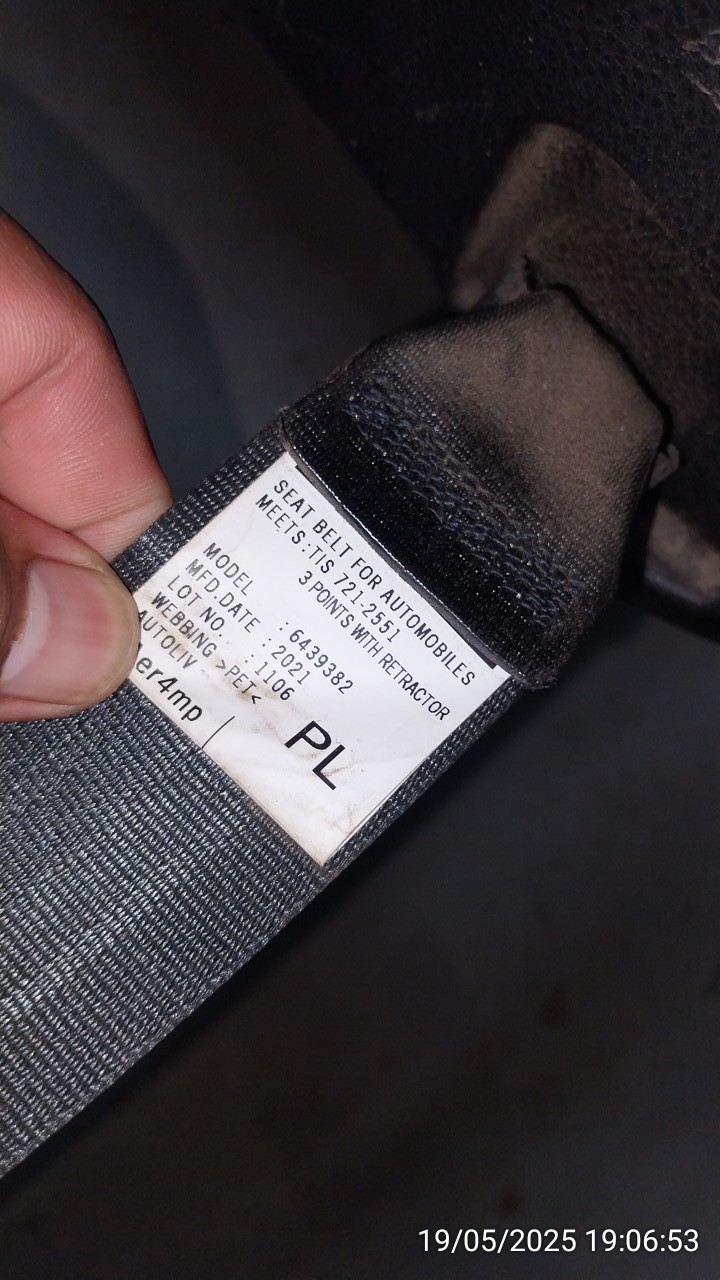 SEAT BELT FOR AUTOMOBILES
MEETS:TIS 721-2551
3 POINTS WITH RETRACTOR
MODEL : 6439382
MFD.DATE : 2021
LOT NO. : 1106
WEBBING >PET<
AUTOLIV
er4mp | PL
19/05/2025 19:06:53